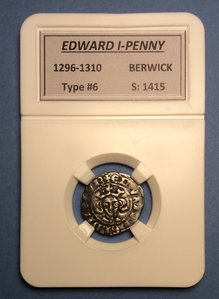 EDWARD I-PENNY
1296-1310 BERWICK
Type #6 S: 1415